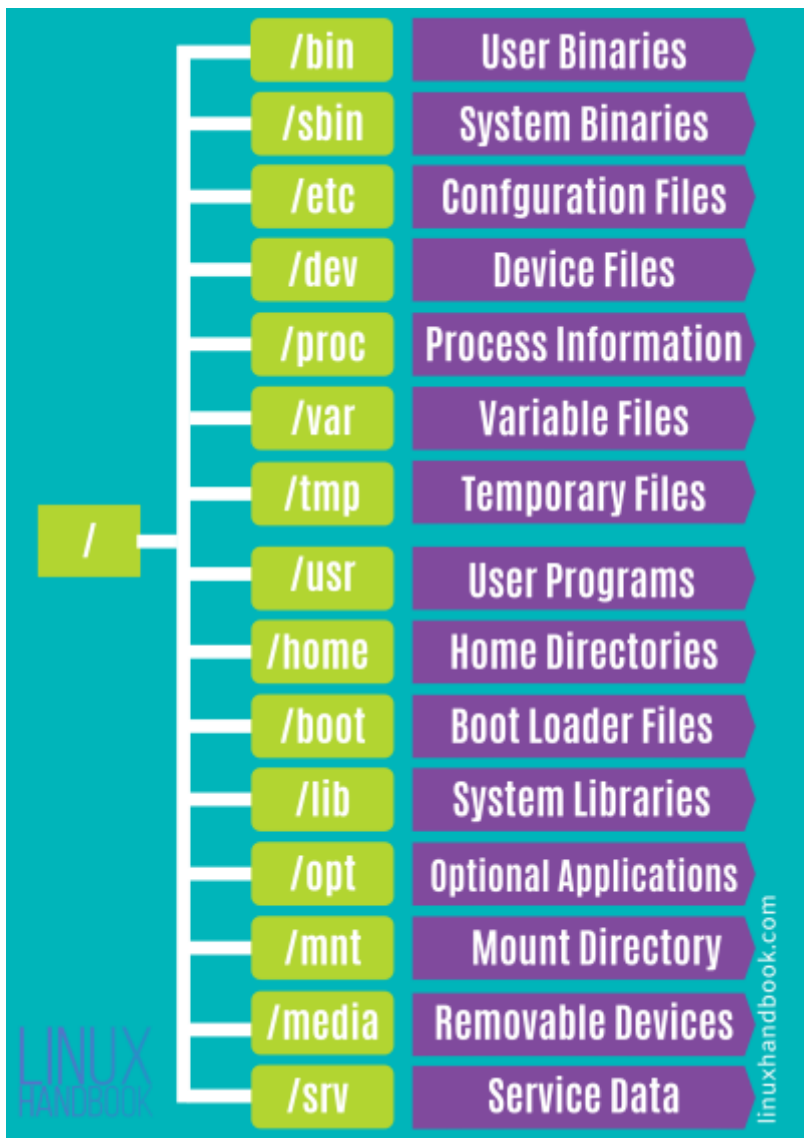 /bin User Binaries
/sbin System Binaries
/etc Confguration Files
/dev Device Files
/proc Process Information
/var Variable Files
/tmp Temporary Files
/
/usr User Programs
/home Home Directories
/boot Boot Loader Files
/lib System Libraries
/opt Optional Applications
/mnt Mount Directory
/media Removable Devices
/srv Service Data
LINUX
HANDBOOK
linuxhandbook.com